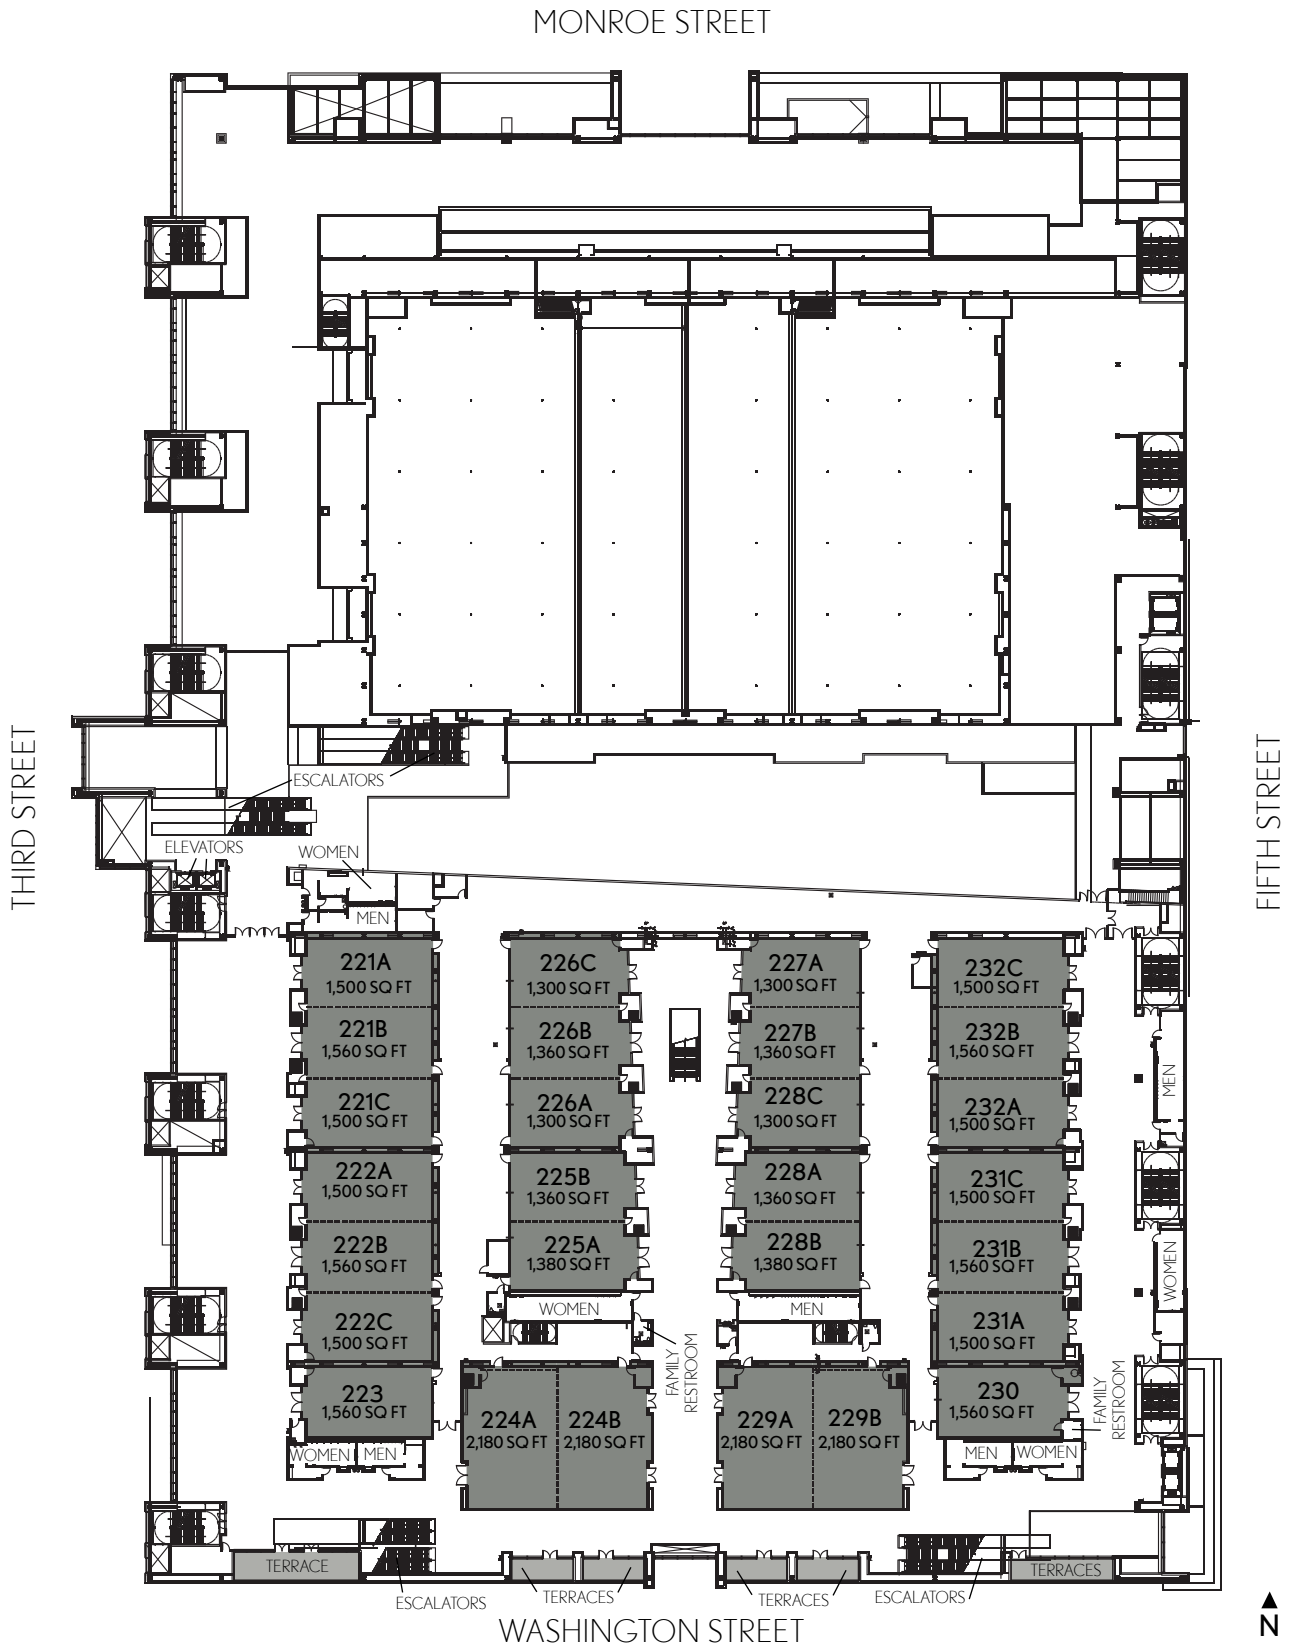 MONROE STREET
THIRD STREET
FIFTH STREET
ESCALATORS
ELEVATORS
WOMEN
MEN
221A
1,500 SQ FT
221B
1,560 SQ FT
221C
1,500 SQ FT
222A
1,500 SQ FT
222B
1,560 SQ FT
222C
1,500 SQ FT
223
1,560 SQ FT
WOMEN
MEN
226C
1,300 SQ FT
226B
1,360 SQ FT
226A
1,300 SQ FT
225B
1,360 SQ FT
225A
1,380 SQ FT
WOMEN
FAMILY
RESTROOM
224A
2,180 SQ FT
224B
2,180 SQ FT
227A
1,300 SQ FT
227B
1,360 SQ FT
228C
1,300 SQ FT
228A
1,360 SQ FT
228B
1,380 SQ FT
MEN
229A
2,180 SQ FT
229B
2,180 SQ FT
232C
1,500 SQ FT
232B
1,560 SQ FT
232A
1,500 SQ FT
231C
1,500 SQ FT
231B
1,560 SQ FT
231A
1,500 SQ FT
230
1,560 SQ FT
FAMILY
RESTROOM
MEN
WOMEN
MEN
WOMEN
TERRACE
ESCALATORS
TERRACES
TERRACES
ESCALATORS
TERRACES
WASHINGTON STREET
N